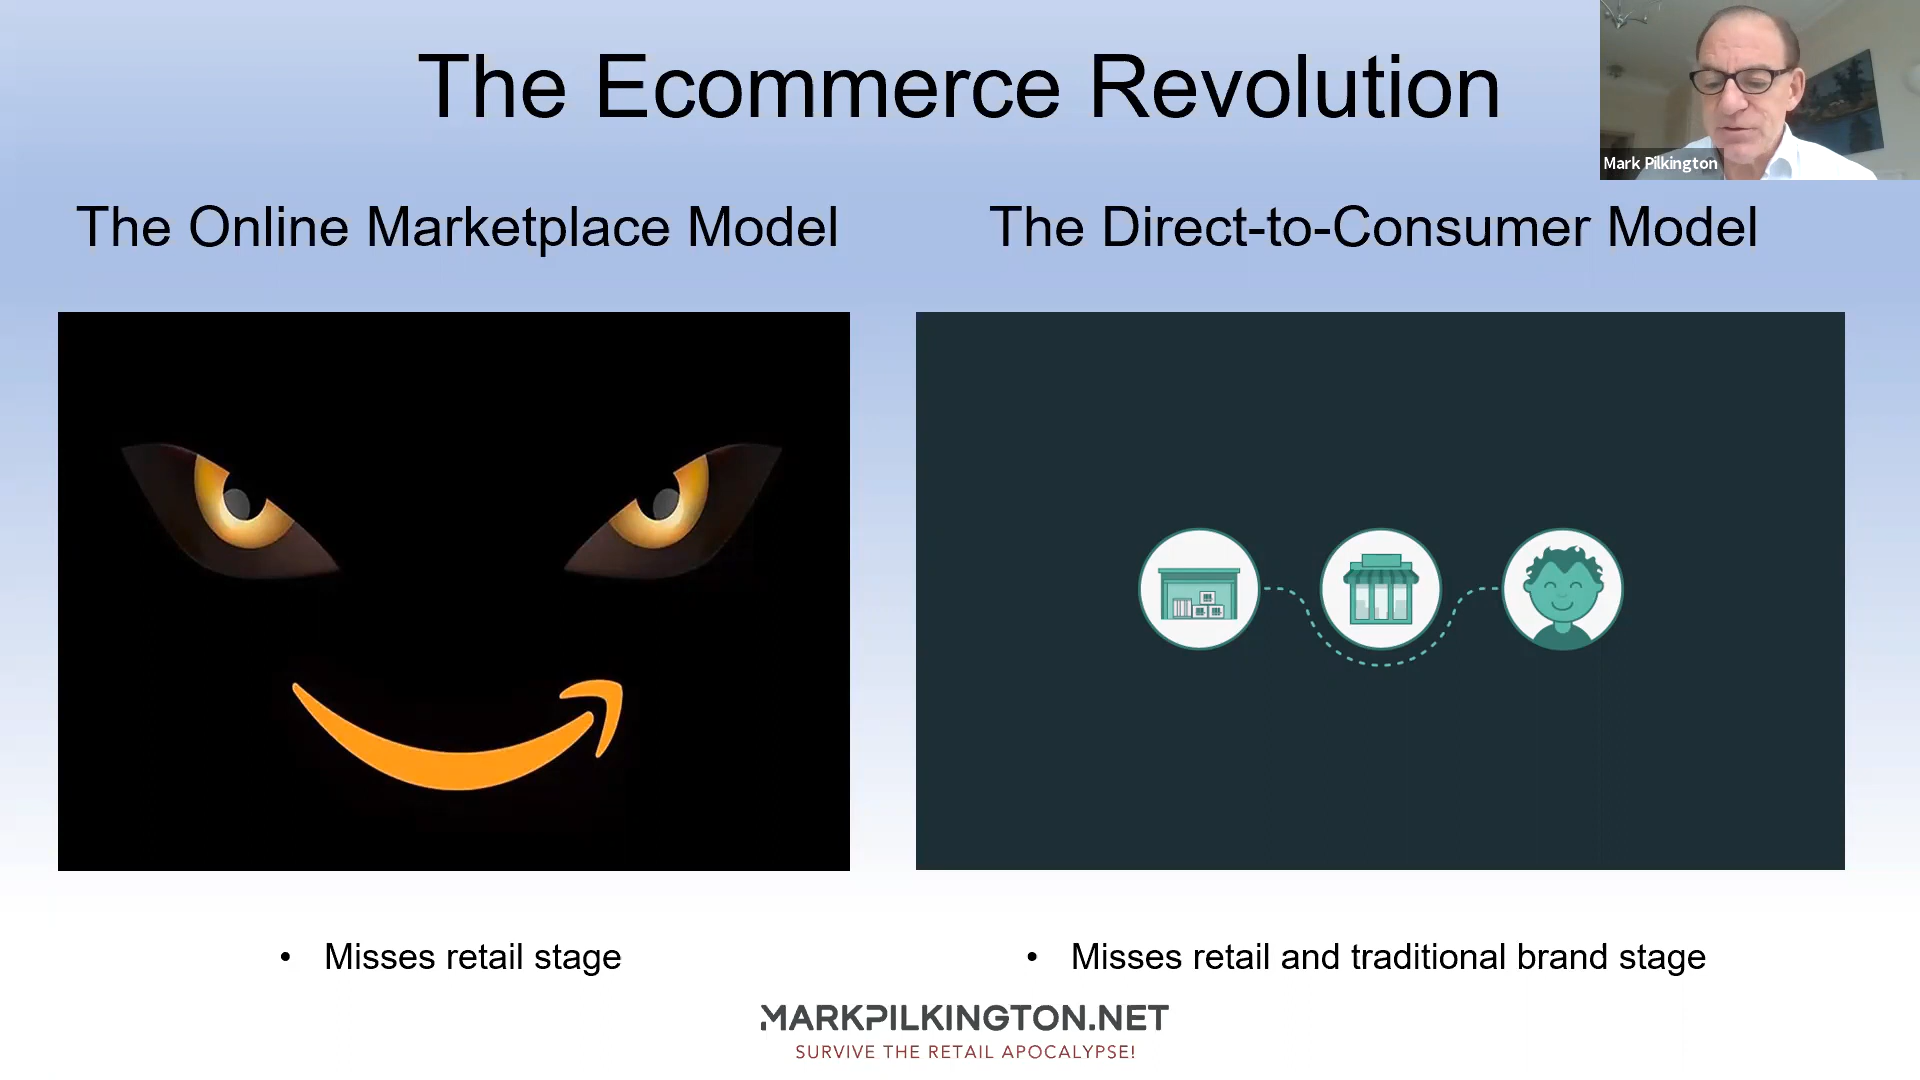 The Ecommerce Revolution
Mark Pilkington
The Online Marketplace Model
The Direct-to-Consumer Model
• Misses retail stage
• Misses retail and traditional brand stage
MARKPILKINGTON.NET
SURVIVE THE RETAIL APOCALYPSE!